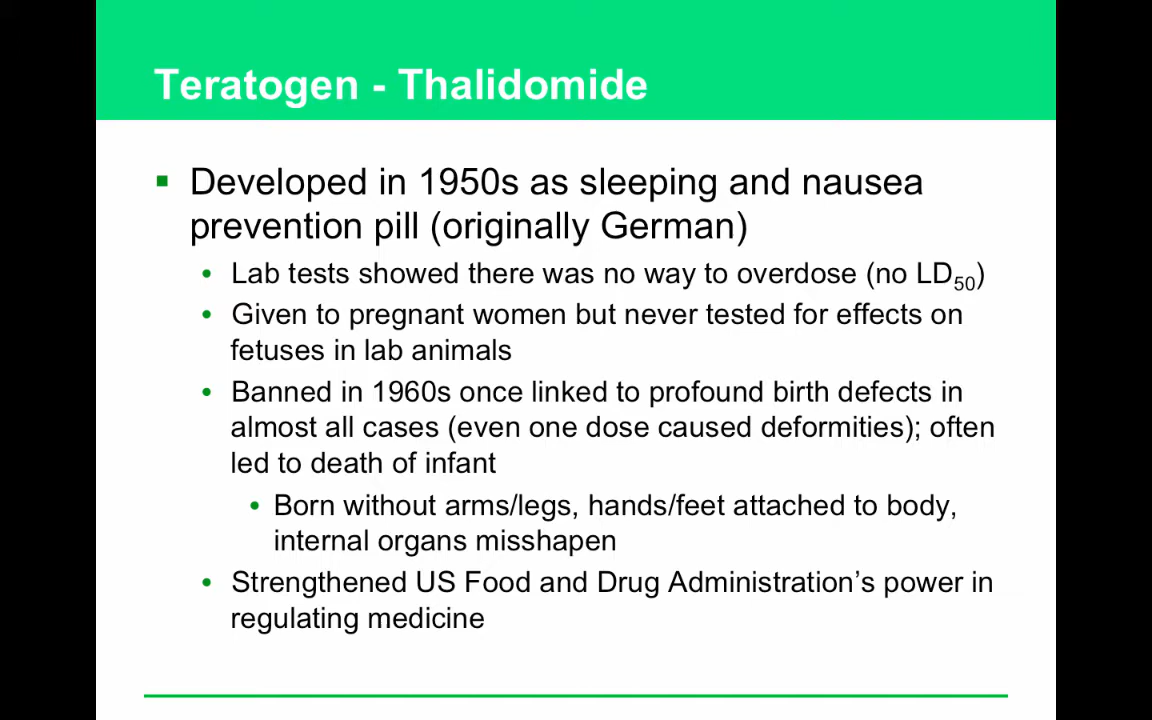 Teratogen - Thalidomide
Developed in 1950s as sleeping and nausea
prevention pill (originally German)
Lab tests showed there was no way to overdose (no LD50)
Given to pregnant women but never tested for effects on
fetuses in lab animals
Banned in 1960s once linked to profound birth defects in
almost all cases (even one dose caused deformities); often
led to death of infant
Born without arms/legs, hands/feet attached to body,
internal organs misshapen
Strengthened US Food and Drug Administration’s power in
regulating medicine